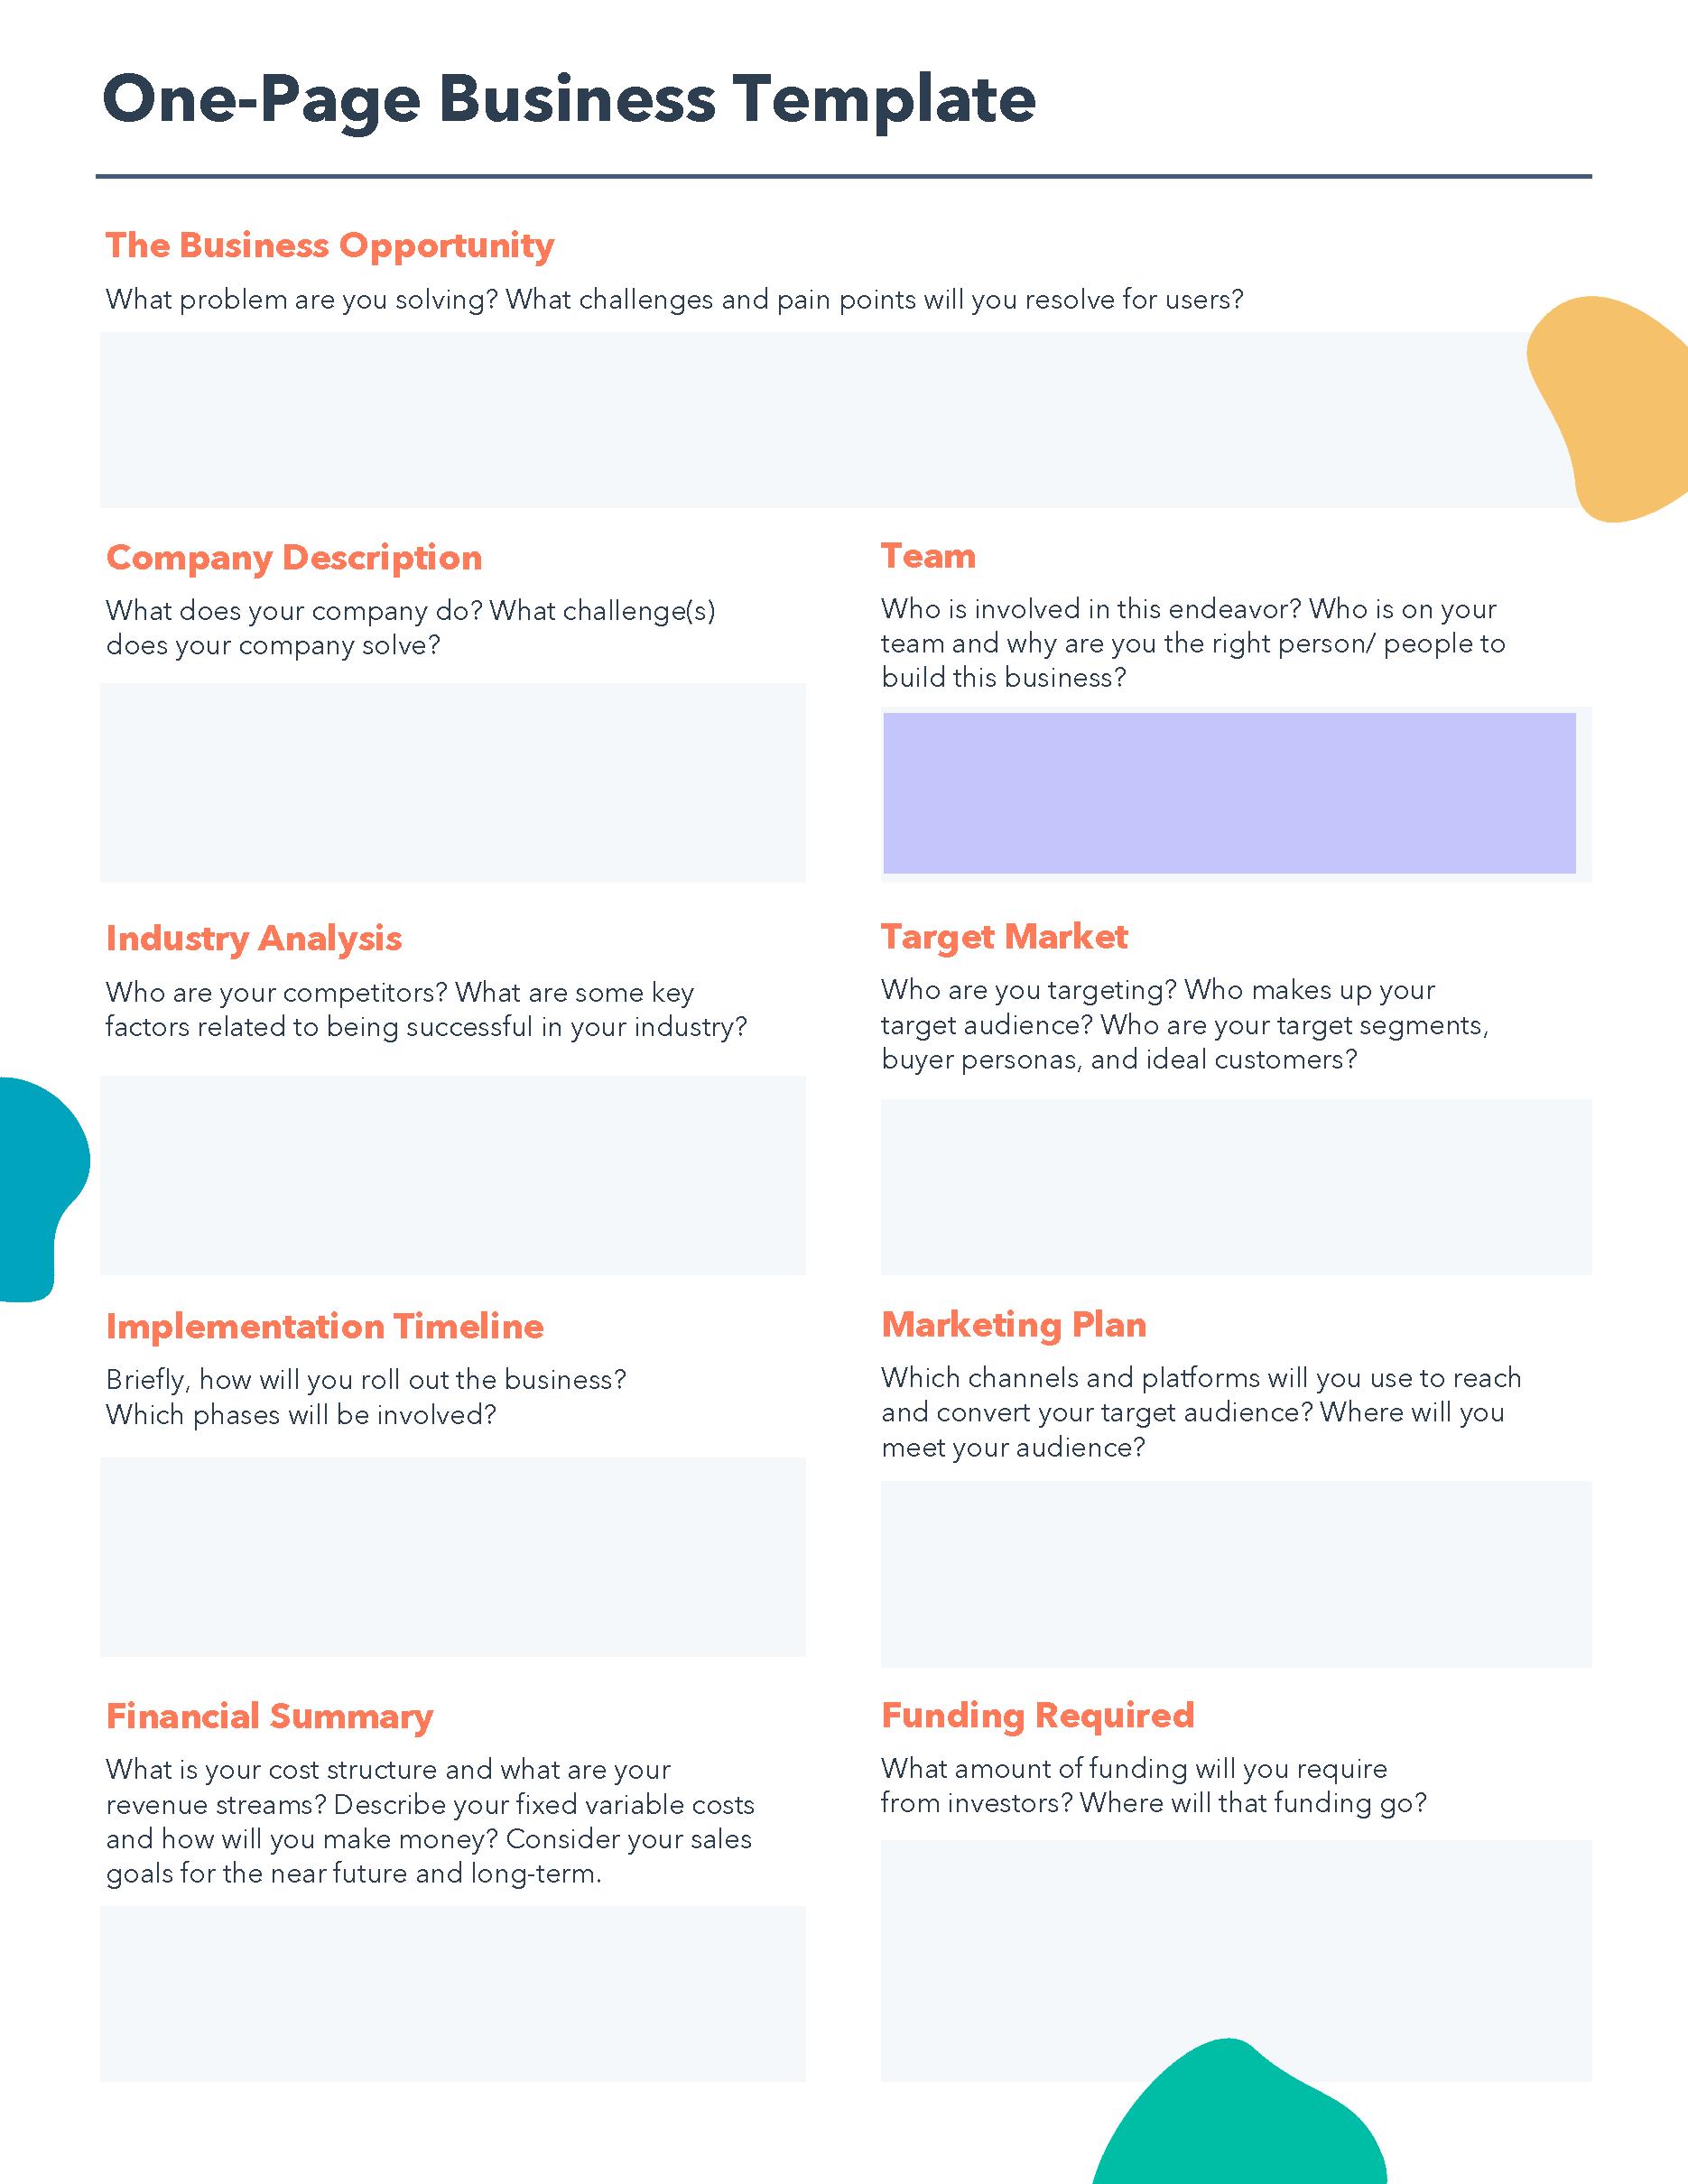 One-Page Business Template
The Business Opportunity
What problem are you solving? What challenges and pain points will you resolve for users?
Company Description
What does your company do? What challenge(s)
does your company solve?
Team
Who is involved in this endeavor? Who is on your
team and why are you the right person/ people to
build this business?
Industry Analysis
Who are your competitors? What are some key
factors related to being successful in your industry?
Target Market
Who are you targeting? Who makes up your
target audience? Who are your target segments,
buyer personas, and ideal customers?
Implementation Timeline
Briefly, how will you roll out the business?
Which phases will be involved?
Marketing Plan
Which channels and platforms will you use to reach
and convert your target audience? Where will you
meet your audience?
Financial Summary
What is your cost structure and what are your
revenue streams? Describe your fixed variable costs
and how will you make money? Consider your sales
goals for the near future and long-term.
Funding Required
What amount of funding will you require
from investors? Where will that funding go?